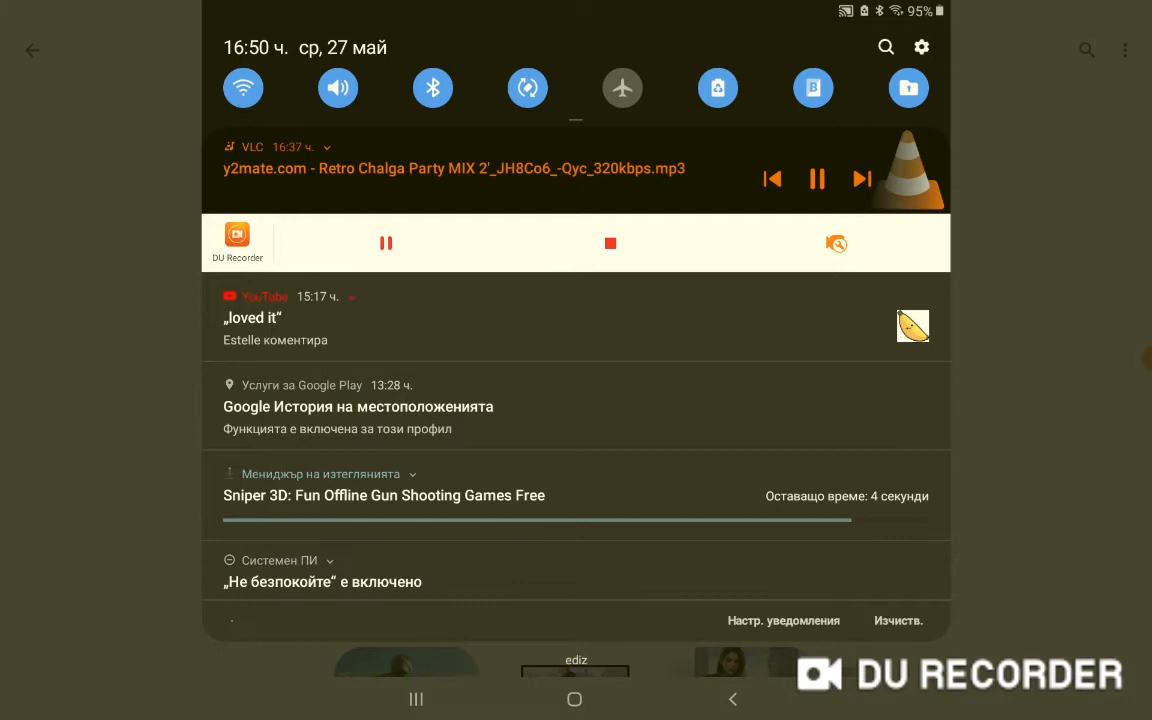 95%
16:50 ч. ср, 27 май
VLC 16:37 ч.
y2mate.com - Retro Chalga Party MIX 2'_JH8Co6_-Qyc_320kbps.mp3
DU Recorder
YouTube 15:17 ч.
„loved it“
Estelle коментира
Услуги за Google Play 13:28 ч.
Google История на местоположенията
Функцията е включена за този профил
Мениджър на изтеглянията
Sniper 3D: Fun Offline Gun Shooting Games Free
Оставащо време: 4 секунди
Системен ПИ
„Не безпокойте“ е включено
Настр. уведомления
Изчиств.
ediz
DU RECORDER